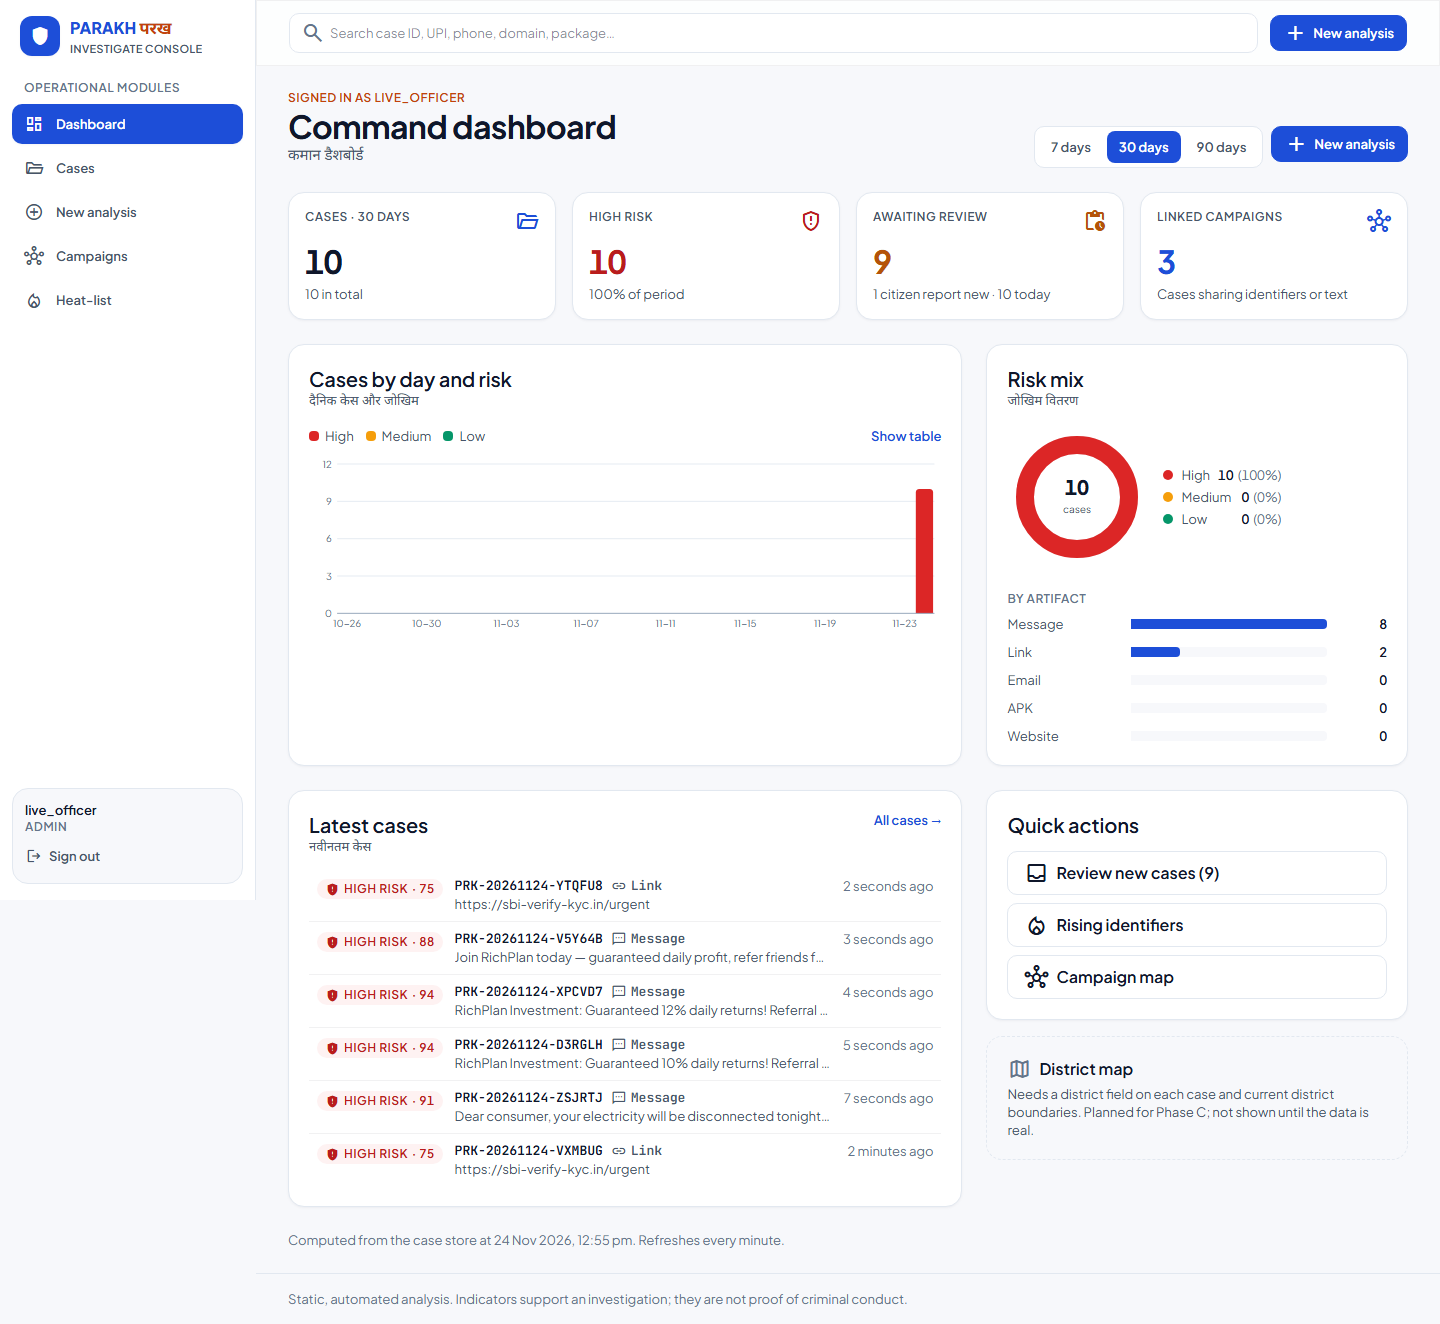 PARAKH परख
INVESTIGATE CONSOLE
OPERATIONAL MODULES
Dashboard
Cases
New analysis
Campaigns
Heat-list
live_officer
ADMIN
Sign out
Search case ID, UPI, phone, domain, package...
New analysis
SIGNED IN AS LIVE_OFFICER
Command dashboard
कमान डैशबोर्ड
7 days
30 days
90 days
New analysis
CASES · 30 DAYS
10
10 in total
HIGH RISK
10
100% of period
AWAITING REVIEW
9
1 citizen report new · 10 today
LINKED CAMPAIGNS
3
Cases sharing identifiers or text
Cases by day and risk
दैनिक केस और जोखिम
High
Medium
Low
Show table
12
9
6
3
0
10-26
10-30
11-03
11-07
11-11
11-15
11-19
11-23
Risk mix
जोखिम वितरण
10
cases
High 10 (100%)
Medium 0 (0%)
Low 0 (0%)
BY ARTIFACT
Message 8
Link 2
Email 0
APK 0
Website 0
Latest cases
नवीनतम केस
All cases →
HIGH RISK · 75 PRK-20261124-YTQFU8 Link 2 seconds ago
https://sbi-verify-kyc.in/urgent
HIGH RISK · 88 PRK-20261124-V5Y64B Message 3 seconds ago
Join RichPlan today — guaranteed daily profit, refer friends f...
HIGH RISK · 94 PRK-20261124-XPCVD7 Message 4 seconds ago
RichPlan Investment: Guaranteed 12% daily returns! Referral ...
HIGH RISK · 94 PRK-20261124-D3RGLH Message 5 seconds ago
RichPlan Investment: Guaranteed 10% daily returns! Referral ...
HIGH RISK · 91 PRK-20261124-ZSJRTJ Message 7 seconds ago
Dear consumer, your electricity will be disconnected tonight...
HIGH RISK · 75 PRK-20261124-VXMBUG Link 2 minutes ago
https://sbi-verify-kyc.in/urgent
Quick actions
Review new cases (9)
Rising identifiers
Campaign map
District map
Needs a district field on each case and current district
boundaries. Planned for Phase C; not shown until the data is
real.
Computed from the case store at 24 Nov 2026, 12:55 pm. Refreshes every minute.
Static, automated analysis. Indicators support an investigation; they are not proof of criminal conduct.